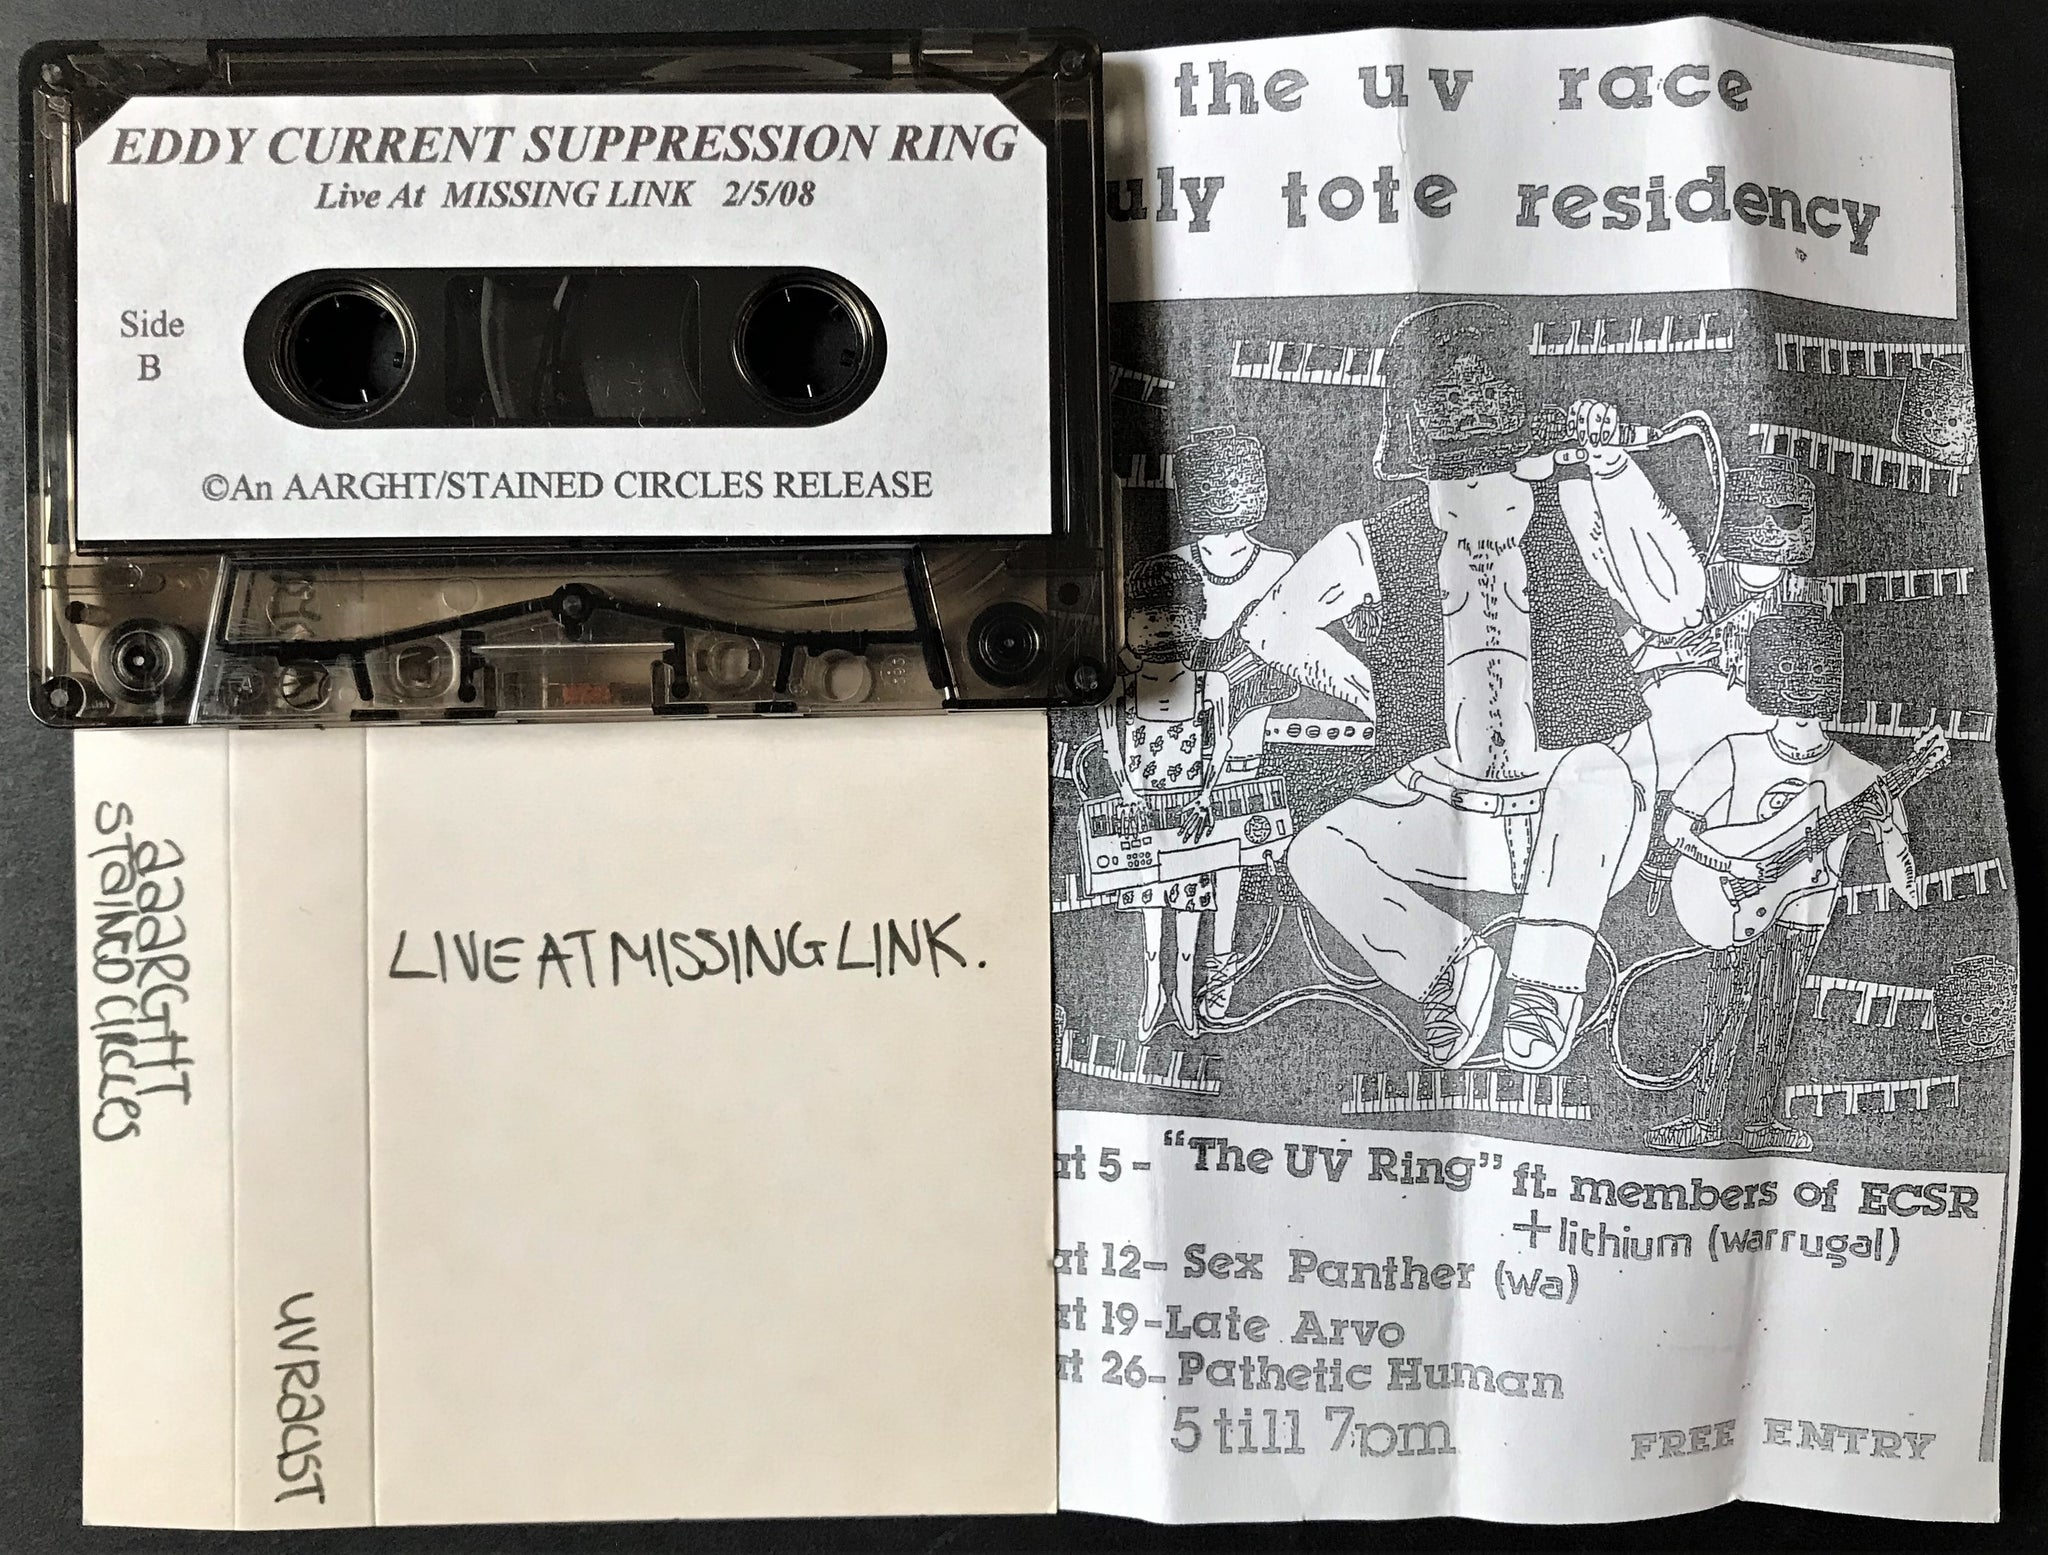 EDDY CURRENT SUPPRESSION RING
Live At MISSING LINK 2/5/08
Side
B
©An AARGHT/STAINED CIRCLES RELEASE
aaaRGHT
STaINED CIRCLES
UV RaCIST
LIVE AT MISSING LINK.
the uv race
uly tote residency
at 5 - "The UV Ring" ft. members of ECSR
+ lithium (warrugal)
at 12 - Sex Panther (wa)
at 19 - Late Arvo
at 26 - Pathetic Human
5 till 7pm
FREE ENTRY